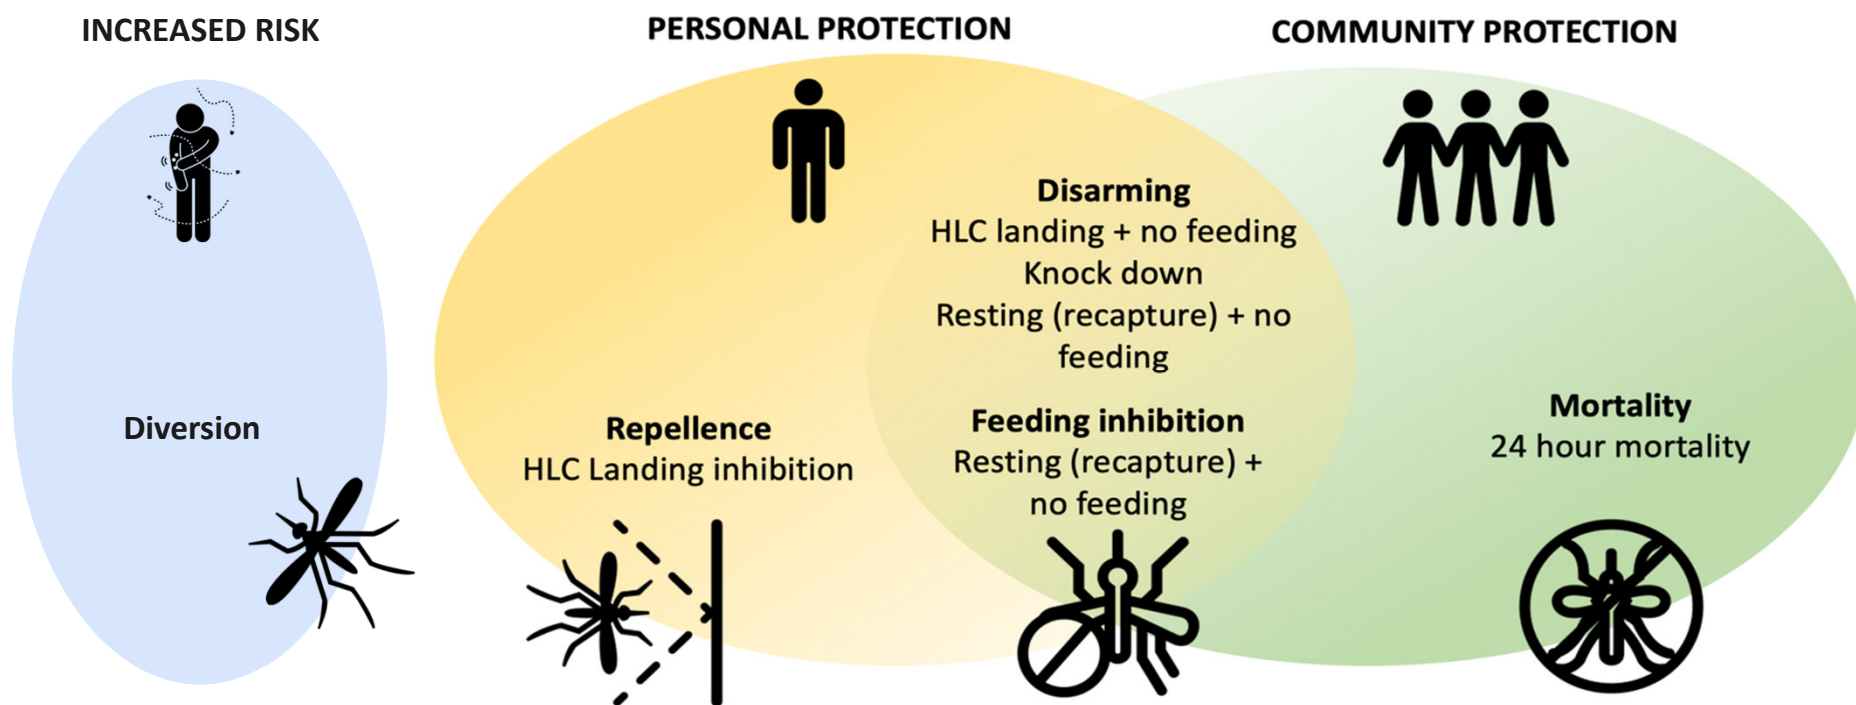 INCREASED RISK
Diversion
PERSONAL PROTECTION
COMMUNITY PROTECTION
Repellence
HLC Landing inhibition
Disarming
HLC landing + no feeding
Knock down
Resting (recapture) + no
feeding
Feeding inhibition
Resting (recapture) +
no feeding
Mortality
24 hour mortality